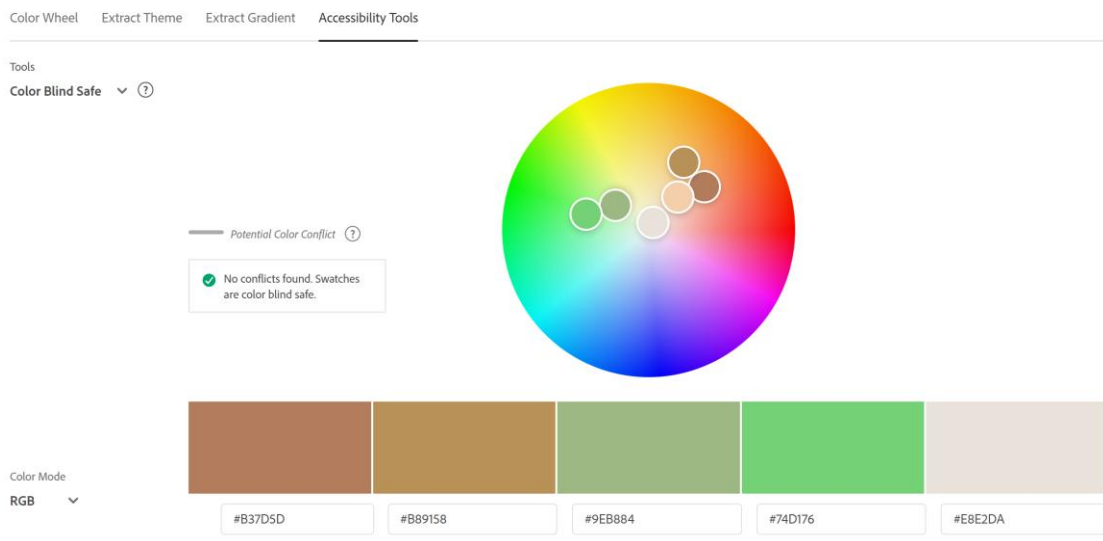 Color Wheel Extract Theme Extract Gradient Accessibility Tools
Tools
Color Blind Safe ?
Potential Color Conflict ?
No conflicts found. Swatches
are color blind safe.
Color Mode
RGB
#B37D5D #B89158 #9EB884 #74D176 #E8E2DA